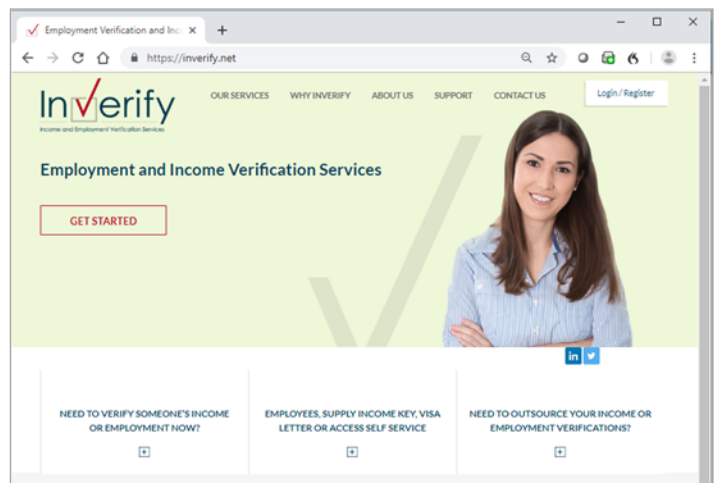 Employment Verification and Inc
https://inverify.net
OUR SERVICES WHY INVERIFY ABOUT US SUPPORT CONTACT US Login / Register
Inverify
Income and Employment Verification Services
Employment and Income Verification Services
GET STARTED
in
NEED TO VERIFY SOMEONE'S INCOME
OR EMPLOYMENT NOW?
EMPLOYEES, SUPPLY INCOME KEY, VISA
LETTER OR ACCESS SELF SERVICE
NEED TO OUTSOURCE YOUR INCOME OR
EMPLOYMENT VERIFICATIONS?